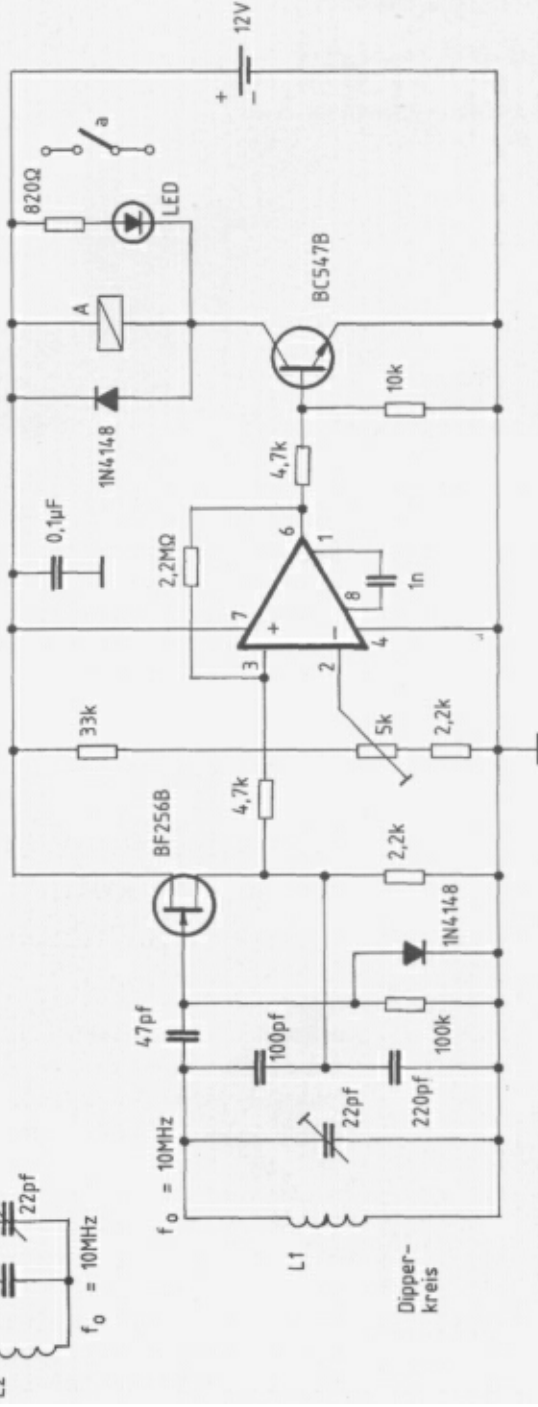 12V
+
−
a
820Ω
LED
A
1N4148
BC547B
10k
0,1µF
2,2MΩ
4,7k
7
6
3
+
−
2
1
8
4
1n
33k
5k
2,2k
4,7k
BF256B
2,2k
1N4148
47pf
100pf
100k
f₀ = 10MHz
22pf
220pf
L1
Dipper-
kreis
22pf
f₀ = 10MHz